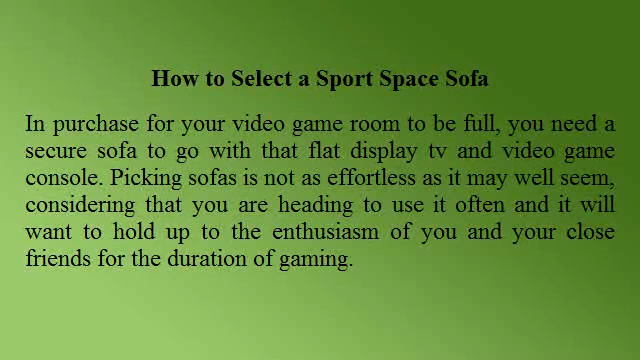 How to Select a Sport Space Sofa
In purchase for your video game room to be full, you need a
secure sofa to go with that flat display tv and video game
console. Picking sofas is not as effortless as it may well seem,
considering that you are heading to use it often and it will
want to hold up to the enthusiasm of you and your close
friends for the duration of gaming.